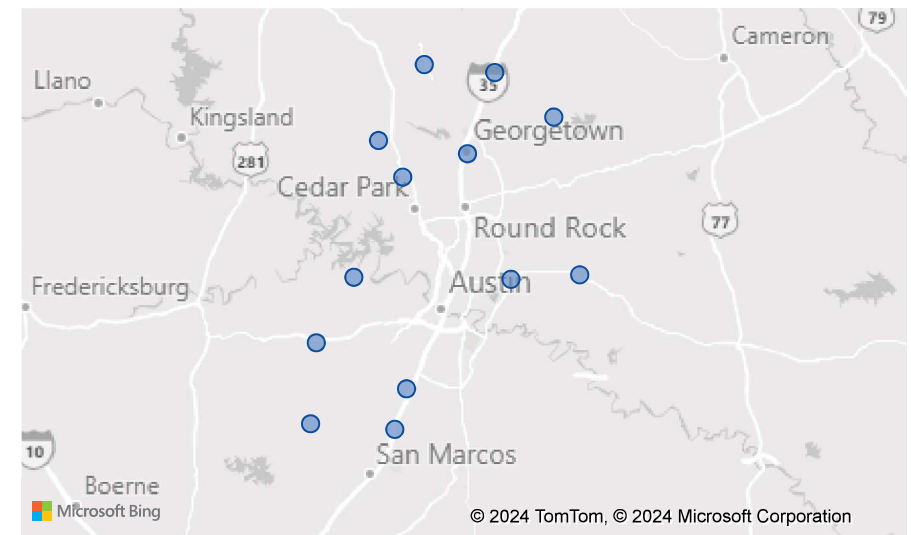 79
Cameron
Llano
35
Kingsland
Georgetown
281
Cedar Park
77
Round Rock
Fredericksburg
Austin
10
San Marcos
Boerne
Microsoft Bing
© 2024 TomTom, © 2024 Microsoft Corporation